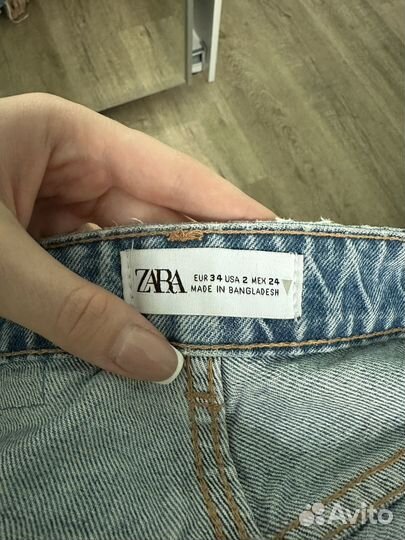 ZARA
EUR 34 USA 2 MEX 24
MADE IN BANGLADESH
Avito